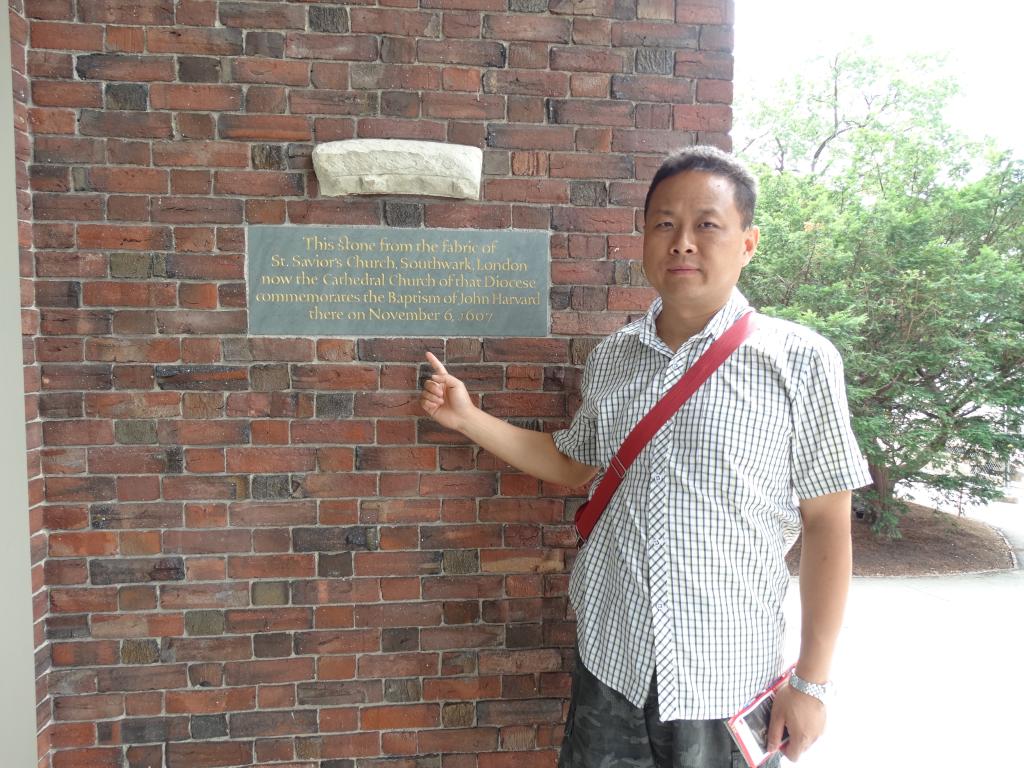 This stone from the fabric of
St. Savior's Church, Southwark, London
now the Cathedral Church of that Diocese
commemorates the Baptism of John Harvard
there on November 6, 1607